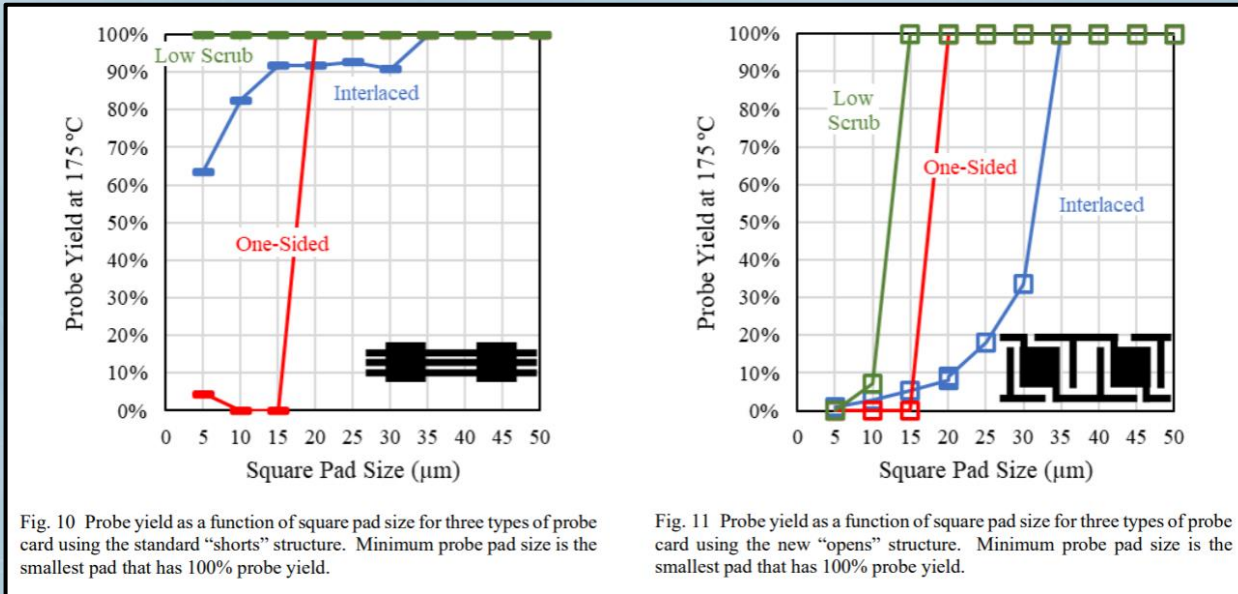 100%
90%
80%
70%
60%
50%
40%
30%
20%
10%
0%
Probe Yield at 175 °C
Low Scrub
Interlaced
One-Sided
0 5 10 15 20 25 30 35 40 45 50
Square Pad Size (µm)
Fig. 10 Probe yield as a function of square pad size for three types of probe
card using the standard “shorts” structure. Minimum probe pad size is the
smallest pad that has 100% probe yield.
100%
90%
80%
70%
60%
50%
40%
30%
20%
10%
0%
Probe Yield at 175 °C
Low
Scrub
One-Sided
Interlaced
0 5 10 15 20 25 30 35 40 45 50
Square Pad Size (µm)
Fig. 11 Probe yield as a function of square pad size for three types of probe
card using the new “opens” structure. Minimum probe pad size is the
smallest pad that has 100% probe yield.